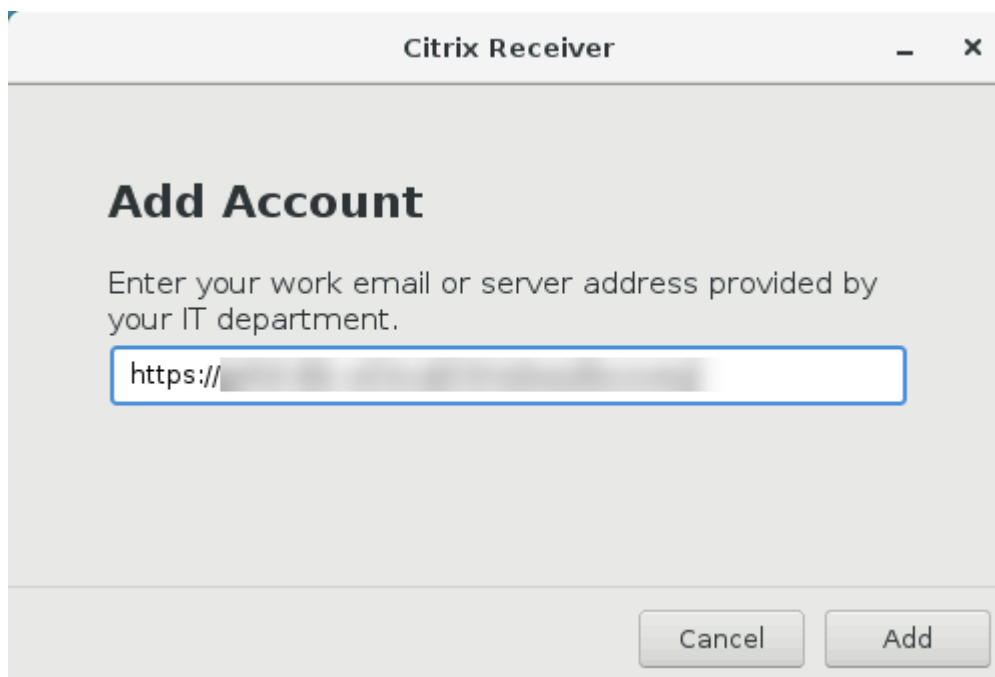 Citrix Receiver
Add Account
Enter your work email or server address provided by
your IT department.
https://
Cancel
Add